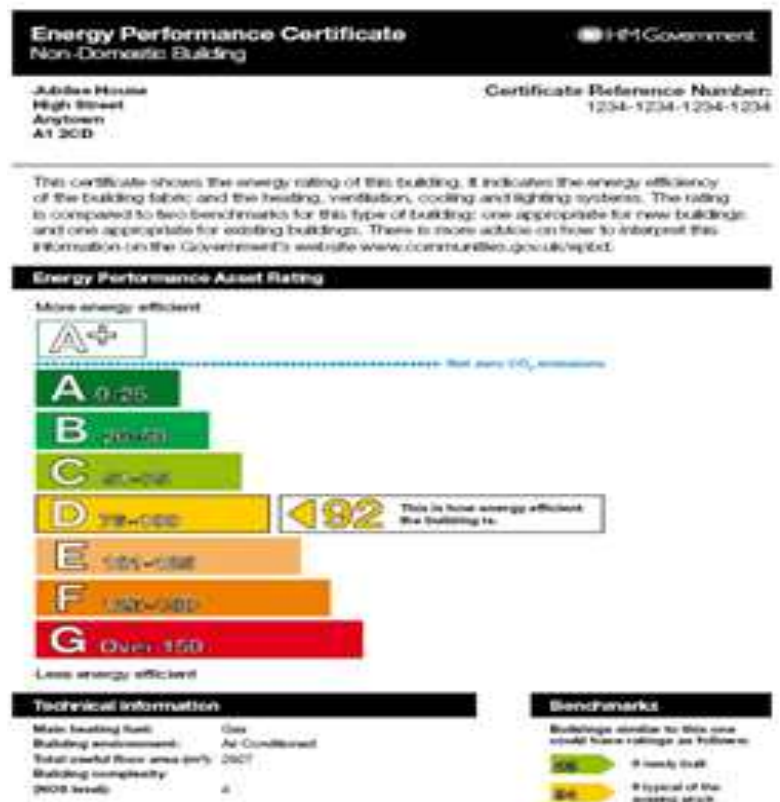 Energy Performance Certificate
Non-Domestic Building
HM Government
Jubilee House
High Street
Anytown
A1 2CD
Certificate Reference Number:
1234-1234-1234-1234
This certificate shows the energy rating of this building. It indicates the energy efficiency
of the building fabric and the heating, ventilation, cooling and lighting systems. The rating
is compared to two benchmarks for this type of building: one appropriate for new buildings
and one appropriate for existing buildings. There is more advice on how to interpret this
information on the Government's website www.communities.gov.uk/epbd.
Energy Performance Asset Rating
More energy efficient
A+
Net zero CO₂ emissions
A 0-25
B 26-50
C 51-75
D 76-100
92
This is how energy efficient
the building is.
E 101-125
F 126-150
G Over 150
Less energy efficient
Technical information
Main heating fuel: Gas
Building environment: Air Conditioned
Total useful floor area (m²): 2927
Building complexity
(NOS level): 4
Benchmarks
Buildings similar to this one
could have ratings as follows:
If newly built
If typical of the
existing stock